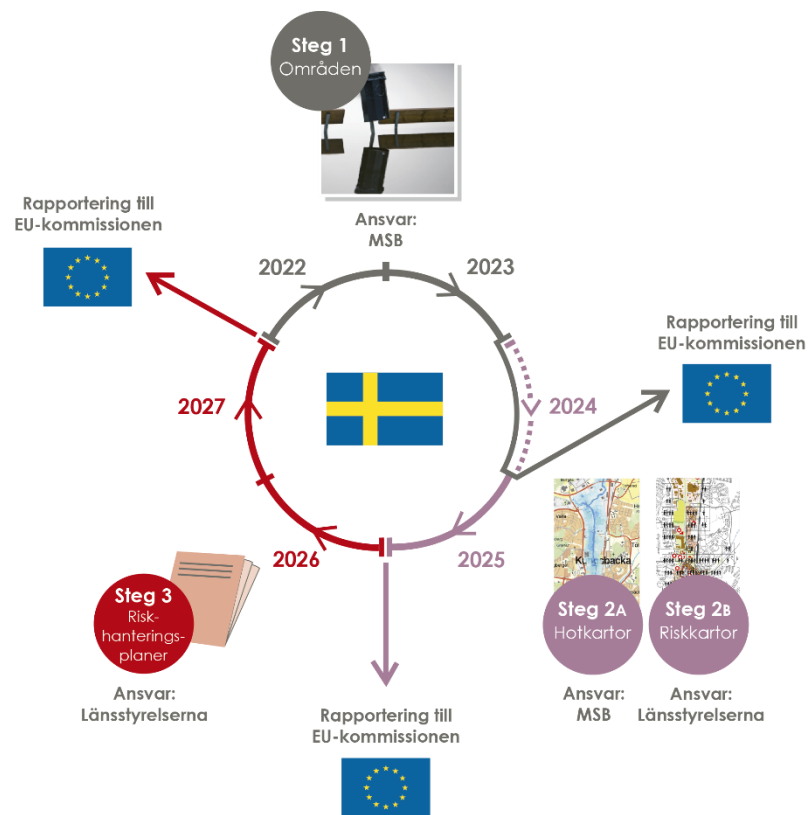 Steg 1
Områden
Ansvar:
MSB
Rapportering till
EU-kommissionen
2022
2023
Rapportering till
EU-kommissionen
2027
2024
2026
2025
Steg 3
Risk-
hanterings-
planer
Ansvar:
Länsstyrelserna
Steg 2A
Hotkartor
Ansvar:
MSB
Steg 2B
Riskkartor
Ansvar:
Länsstyrelserna
Rapportering till
EU-kommissionen